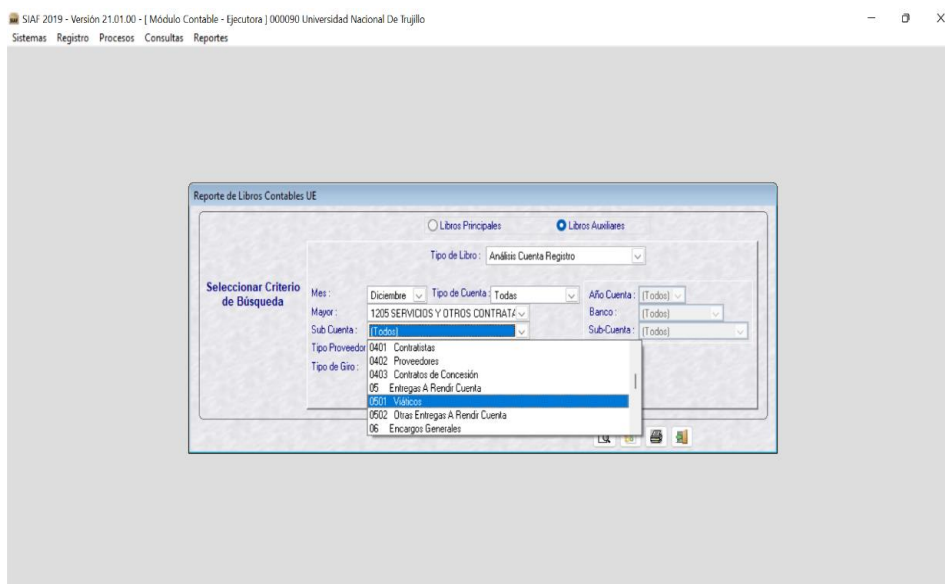 SIAF 2019 - Versión 21.01.00 - [ Módulo Contable - Ejecutora ] 000090 Universidad Nacional De Trujillo
Sistemas Registro Procesos Consultas Reportes
Reporte de Libros Contables UE
Libros Principales Libros Auxiliares
Tipo de Libro : Análisis Cuenta Registro
Seleccionar Criterio
de Búsqueda
Mes : Diciembre Tipo de Cuenta : Todas Año Cuenta : (Todos)
Mayor : 1205 SERVICIOS Y OTROS CONTRATA Banco : (Todos)
Sub Cuenta : (Todos) Sub-Cuenta : (Todos)
Tipo Proveedor
Tipo de Giro :
0401 Contratistas
0402 Proveedores
0403 Contratos de Concesión
05 Entregas A Rendir Cuenta
0501 Viáticos
0502 Otras Entregas A Rendir Cuenta
06 Encargos Generales